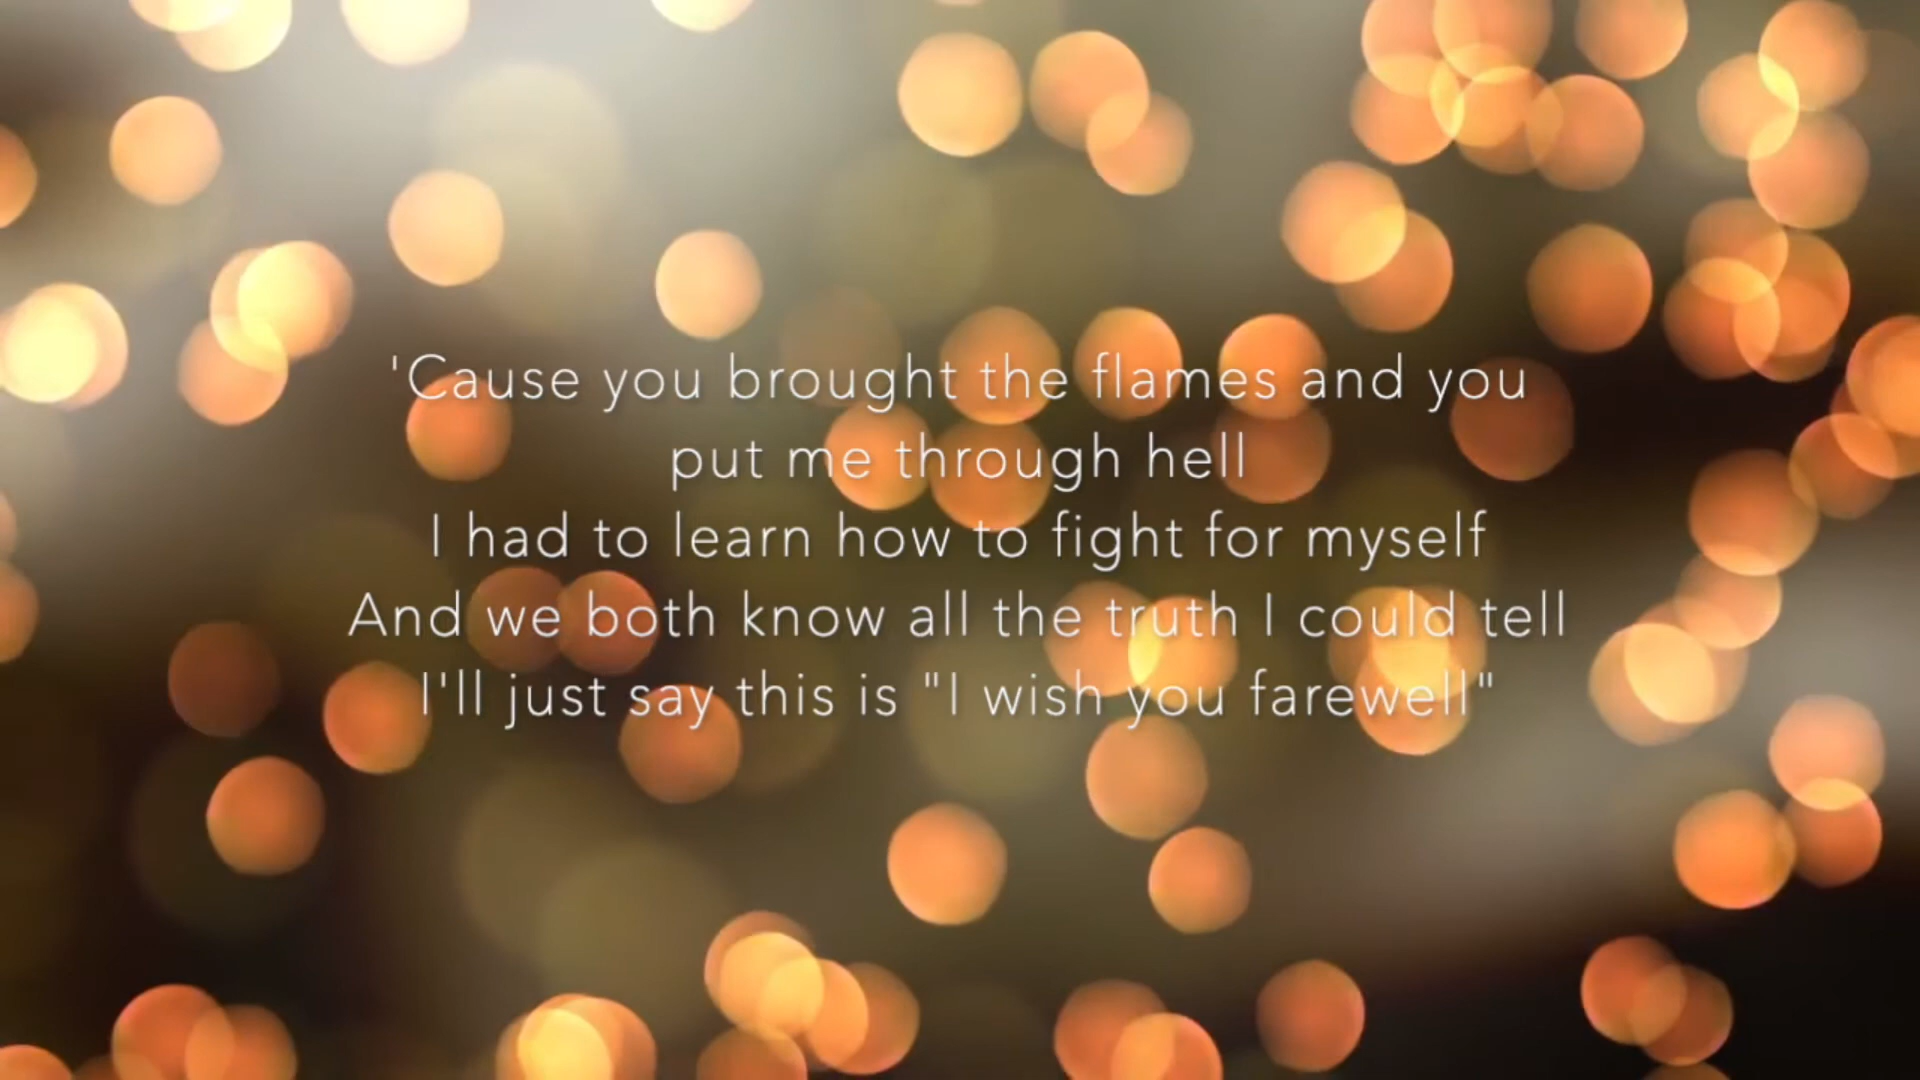 'Cause you brought the flames and you
put me through hell
I had to learn how to fight for myself
And we both know all the truth I could tell
I'll just say this is "I wish you farewell"